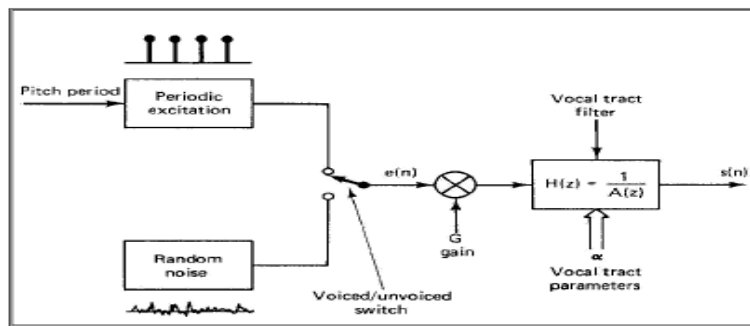 Pitch period
Periodic
excitation
Vocal tract
filter
e(n)
H(z) = 1
A(z)
s(n)
G
gain
α
Vocal tract
parameters
Random
noise
Voiced/unvoiced
switch